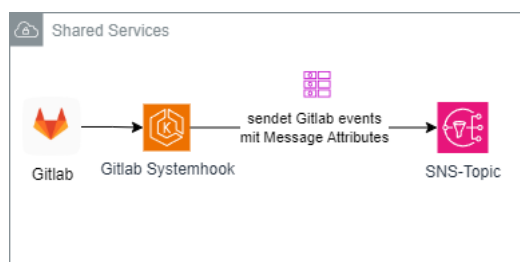 Shared Services
sendet Gitlab events
mit Message Attributes
Gitlab
Gitlab Systemhook
SNS-Topic